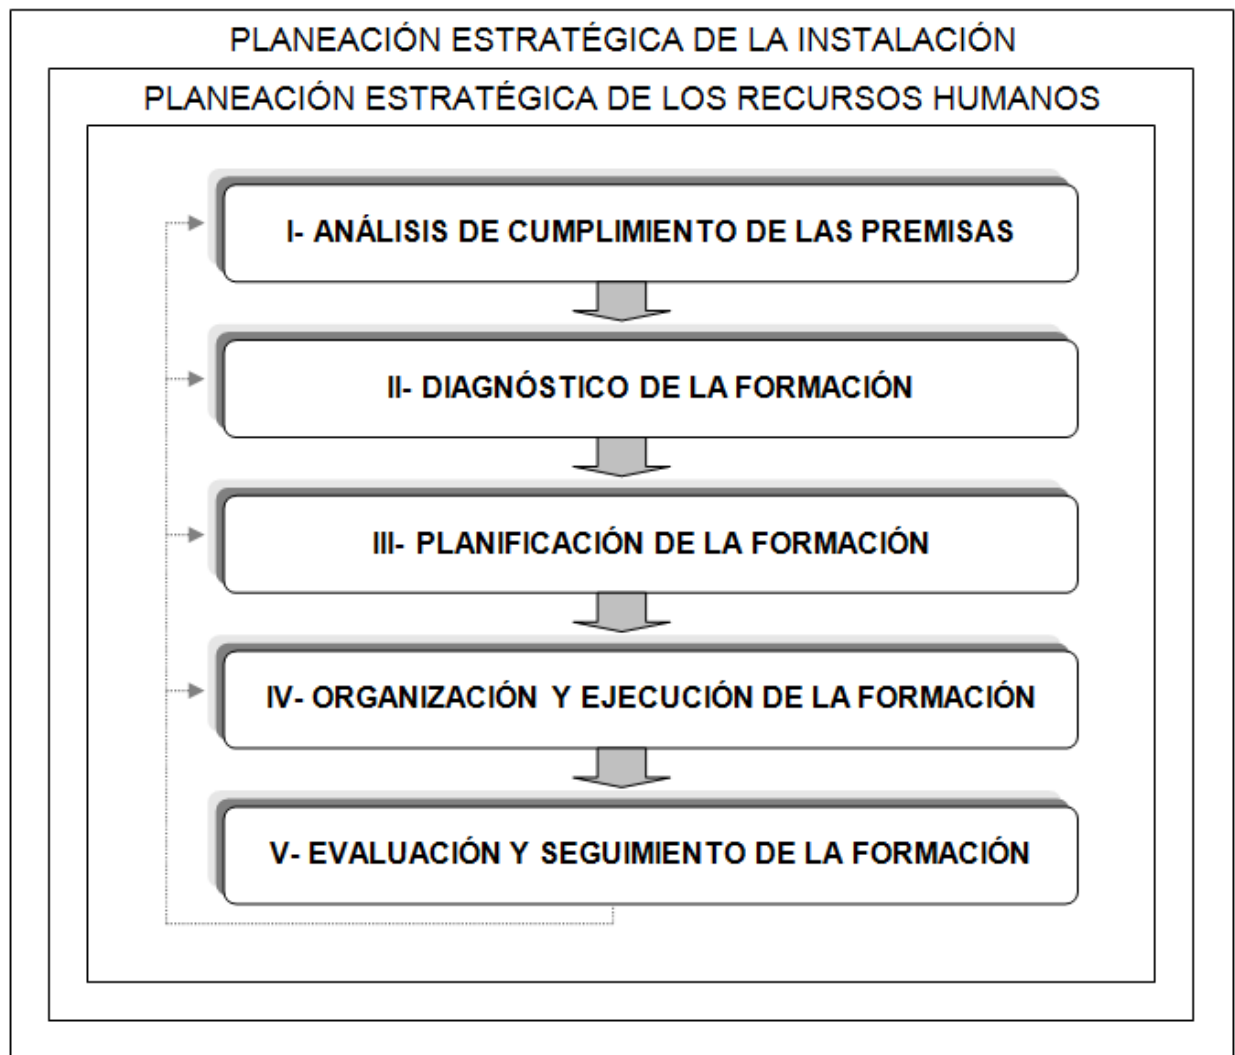 PLANEACIÓN ESTRATÉGICA DE LA INSTALACIÓN
PLANEACIÓN ESTRATÉGICA DE LOS RECURSOS HUMANOS
I- ANÁLISIS DE CUMPLIMIENTO DE LAS PREMISAS
II- DIAGNÓSTICO DE LA FORMACIÓN
III- PLANIFICACIÓN DE LA FORMACIÓN
IV- ORGANIZACIÓN Y EJECUCIÓN DE LA FORMACIÓN
V- EVALUACIÓN Y SEGUIMIENTO DE LA FORMACIÓN